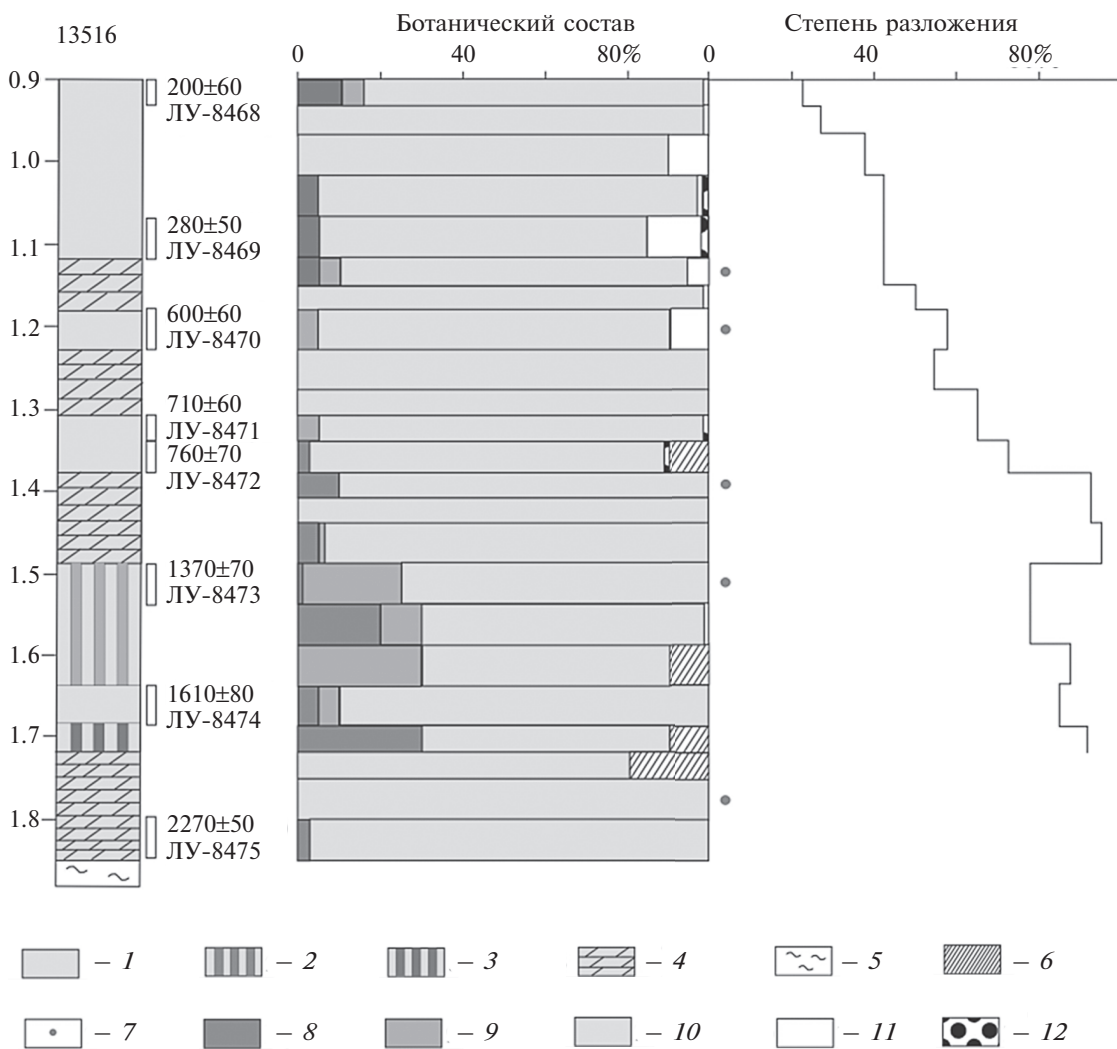 13516
Ботанический состав
Степень разложения
0 40 80% 0 40 80%
0.9
1.0
1.1
1.2
1.3
1.4
1.5
1.6
1.7
1.8
200±60
ЛУ-8468
280±50
ЛУ-8469
600±60
ЛУ-8470
710±60
ЛУ-8471
760±70
ЛУ-8472
1370±70
ЛУ-8473
1610±80
ЛУ-8474
2270±50
ЛУ-8475
– 1 – 2 – 3 – 4 – 5 – 6
– 7 – 8 – 9 – 10 – 11 – 12